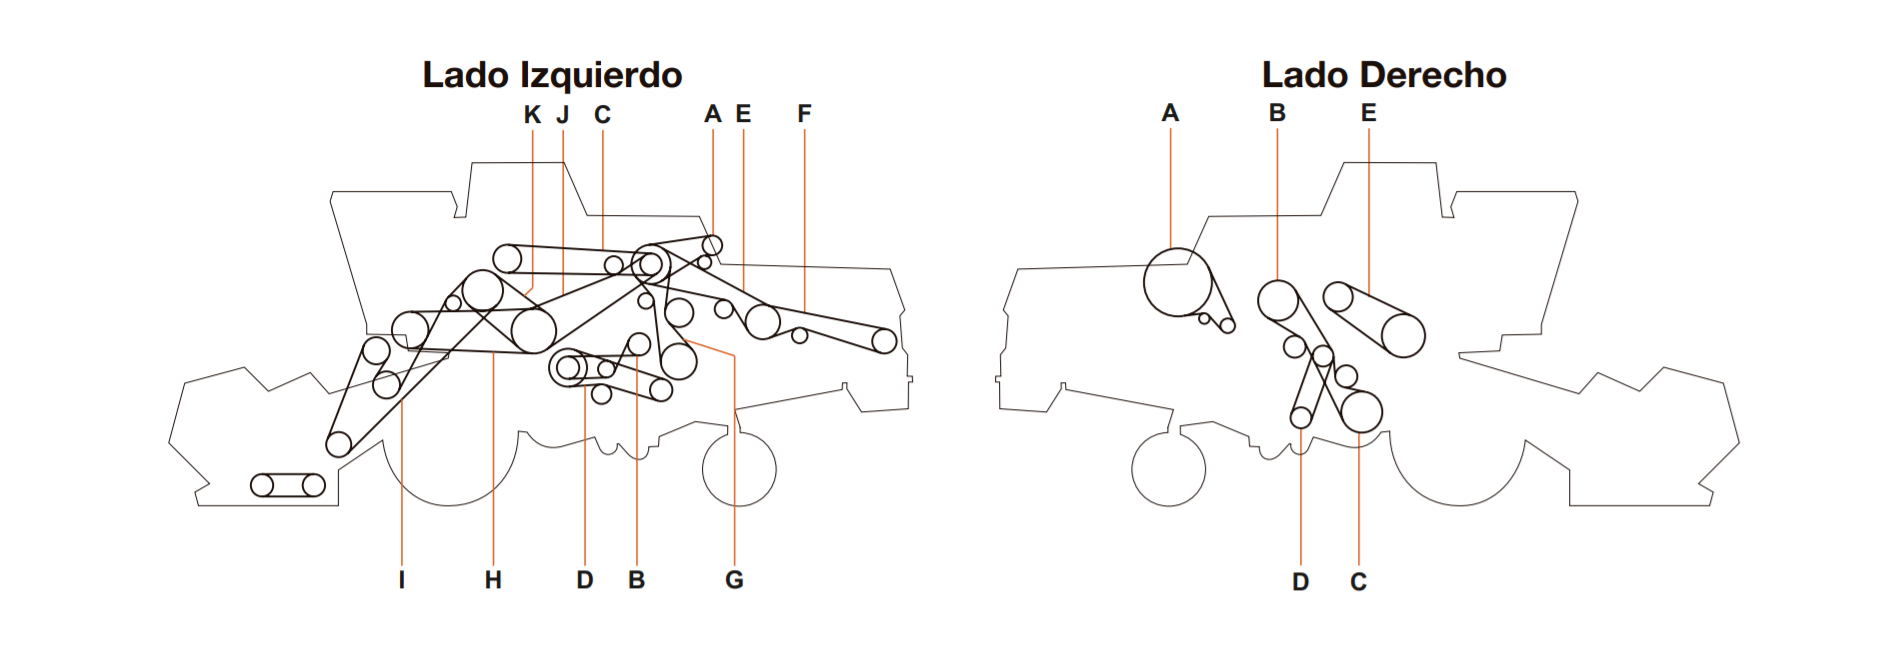 Lado Izquierdo
K J C A E F
I H D B G
Lado Derecho
A B E
D C